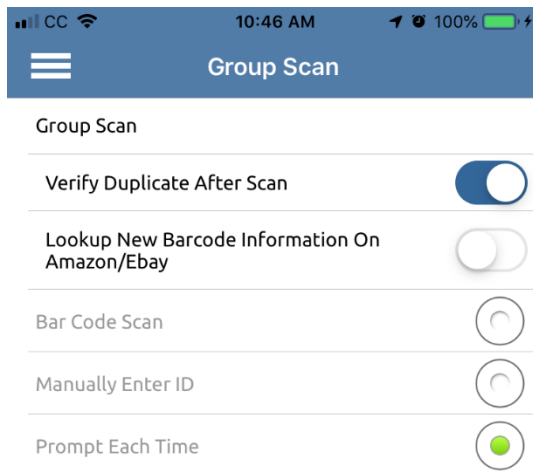 CC 10:46 AM 100%
Group Scan
Group Scan
Verify Duplicate After Scan
Lookup New Barcode Information On
Amazon/Ebay
Bar Code Scan
Manually Enter ID
Prompt Each Time